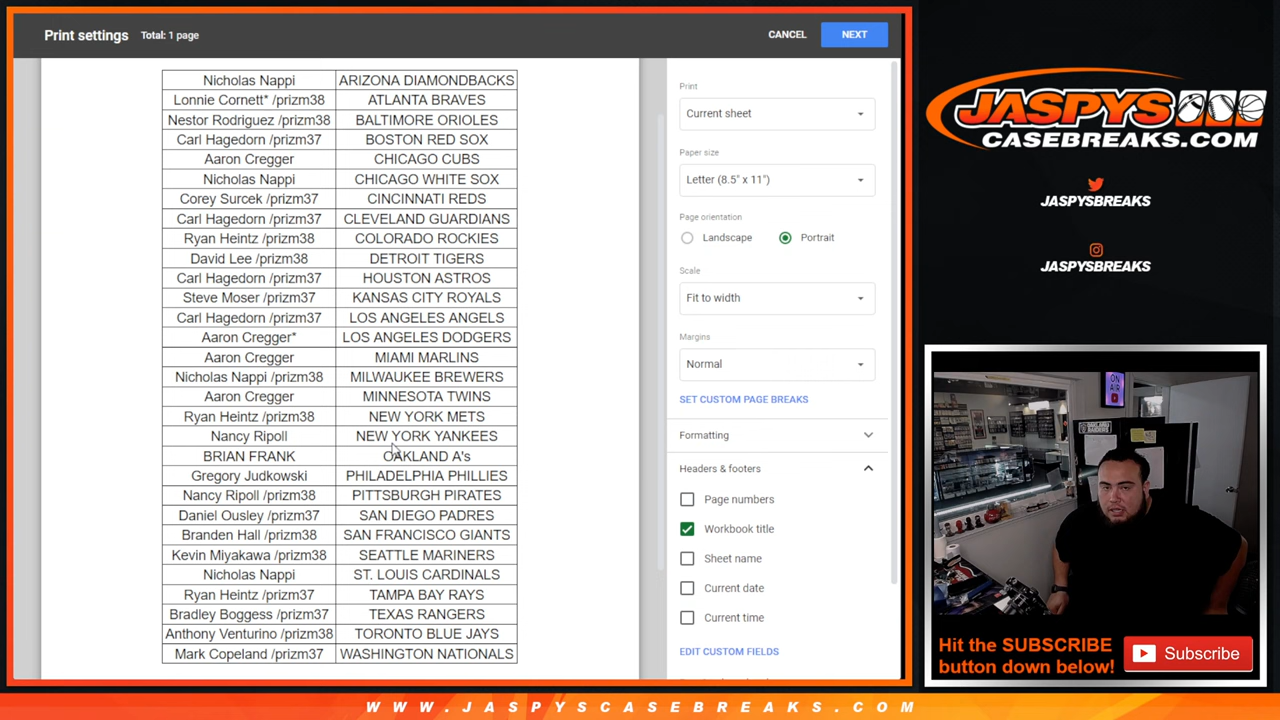 Print settings Total: 1 page CANCEL NEXT
Nicholas Nappi ARIZONA DIAMONDBACKS
Lonnie Cornett* /prizm38 ATLANTA BRAVES
Nestor Rodriguez /prizm38 BALTIMORE ORIOLES
Carl Hagedorn /prizm37 BOSTON RED SOX
Aaron Cregger CHICAGO CUBS
Nicholas Nappi CHICAGO WHITE SOX
Corey Surcek /prizm37 CINCINNATI REDS
Carl Hagedorn /prizm37 CLEVELAND GUARDIANS
Ryan Heintz /prizm38 COLORADO ROCKIES
David Lee /prizm38 DETROIT TIGERS
Carl Hagedorn /prizm37 HOUSTON ASTROS
Steve Moser /prizm37 KANSAS CITY ROYALS
Carl Hagedorn /prizm37 LOS ANGELES ANGELS
Aaron Cregger* LOS ANGELES DODGERS
Aaron Cregger MIAMI MARLINS
Nicholas Nappi /prizm38 MILWAUKEE BREWERS
Aaron Cregger MINNESOTA TWINS
Ryan Heintz /prizm38 NEW YORK METS
Nancy Ripoll NEW YORK YANKEES
BRIAN FRANK OAKLAND A's
Gregory Judkowski PHILADELPHIA PHILLIES
Nancy Ripoll /prizm38 PITTSBURGH PIRATES
Daniel Ousley /prizm37 SAN DIEGO PADRES
Branden Hall /prizm38 SAN FRANCISCO GIANTS
Kevin Miyakawa /prizm38 SEATTLE MARINERS
Nicholas Nappi ST. LOUIS CARDINALS
Ryan Heintz /prizm37 TAMPA BAY RAYS
Bradley Boggess /prizm37 TEXAS RANGERS
Anthony Venturino /prizm38 TORONTO BLUE JAYS
Mark Copeland /prizm37 WASHINGTON NATIONALS
Print
Current sheet
Paper size
Letter (8.5" x 11")
Page orientation
Landscape Portrait
Scale
Fit to width
Margins
Normal
SET CUSTOM PAGE BREAKS
Formatting
Headers & footers
Page numbers
Workbook title
Sheet name
Current date
Current time
EDIT CUSTOM FIELDS
JASPYS
CASEBREAKS.COM
JASPYSBREAKS
JASPYSBREAKS
ON
AIR
Hit the SUBSCRIBE
button down below!
Subscribe
WWW.JASPYSCASEBREAKS.COM